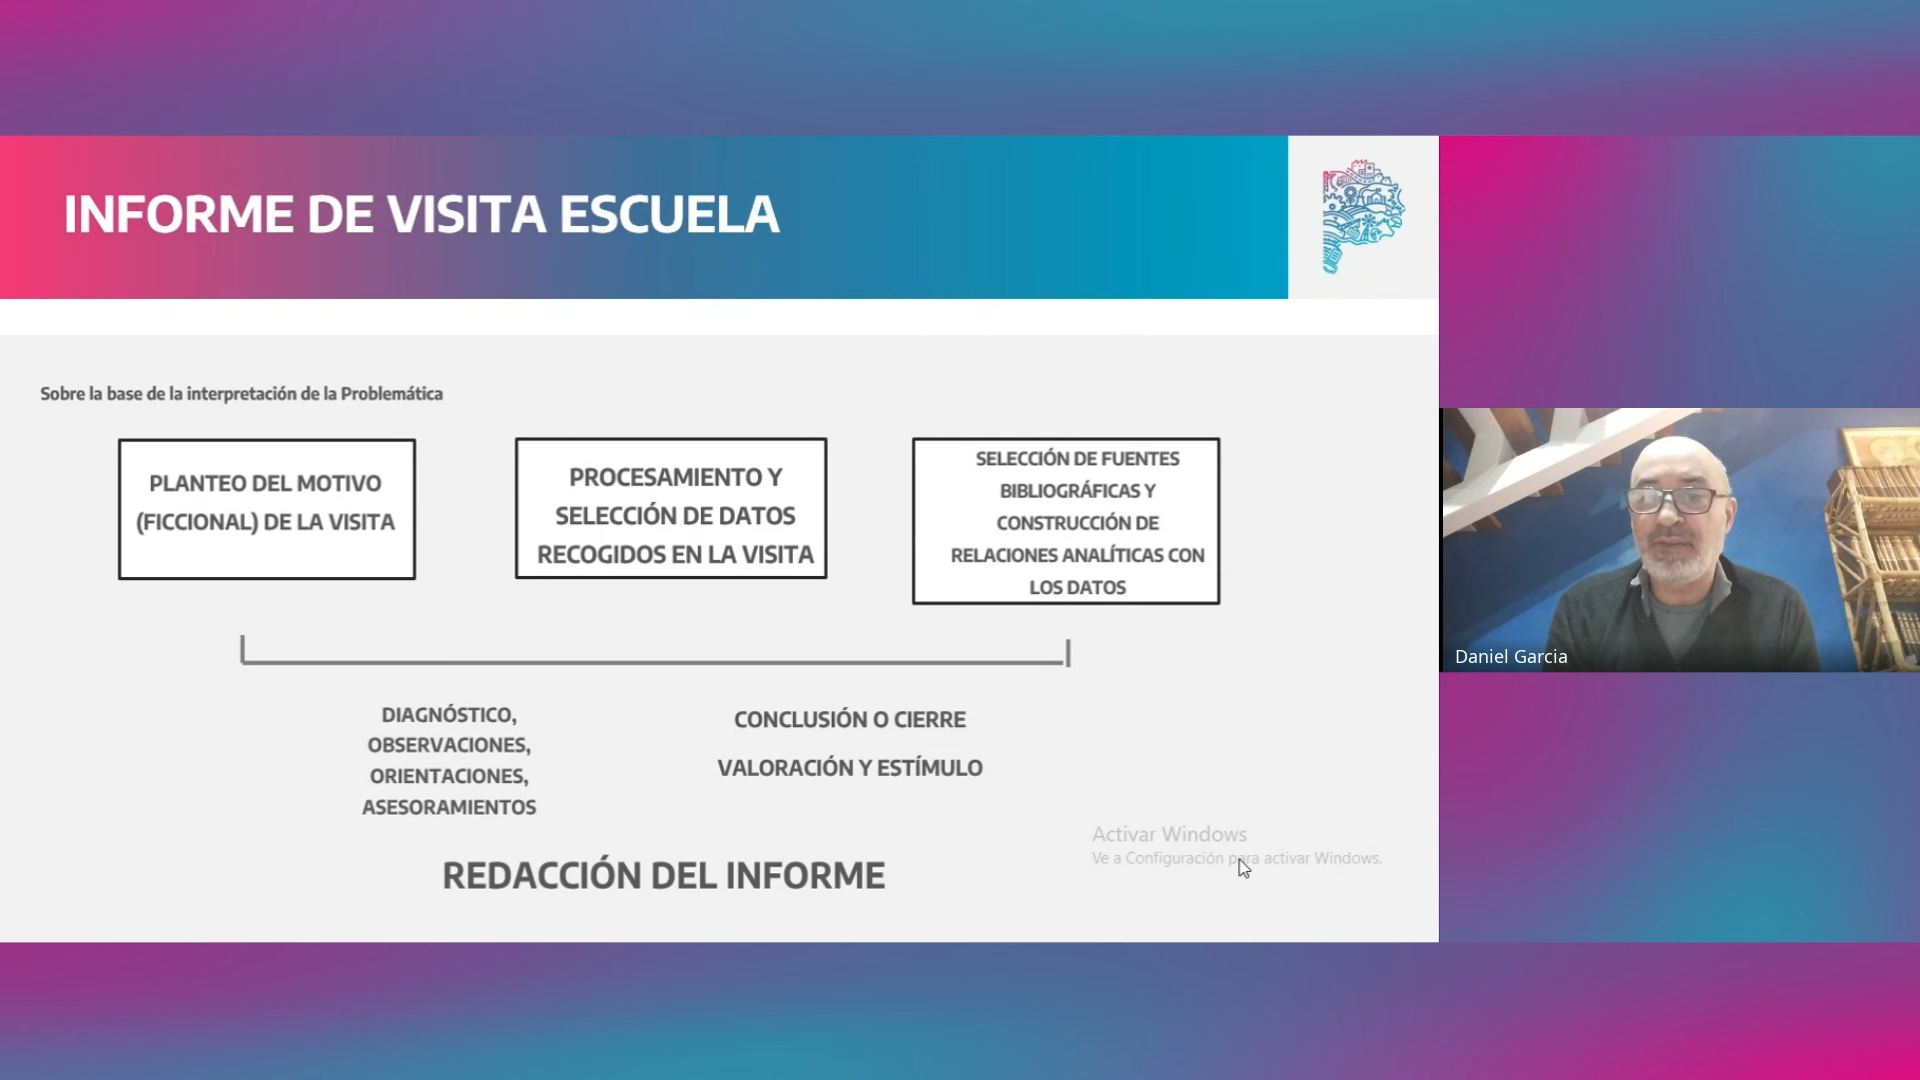 INFORME DE VISITA ESCUELA
Sobre la base de la interpretación de la Problemática
PLANTEO DEL MOTIVO
(FICCIONAL) DE LA VISITA
PROCESAMIENTO Y
SELECCIÓN DE DATOS
RECOGIDOS EN LA VISITA
SELECCIÓN DE FUENTES
BIBLIOGRÁFICAS Y
CONSTRUCCIÓN DE
RELACIONES ANALÍTICAS CON
LOS DATOS
DIAGNÓSTICO,
OBSERVACIONES,
ORIENTACIONES,
ASESORAMIENTOS
CONCLUSIÓN O CIERRE
VALORACIÓN Y ESTÍMULO
REDACCIÓN DEL INFORME
Activar Windows
Ve a Configuración para activar Windows.
Daniel Garcia